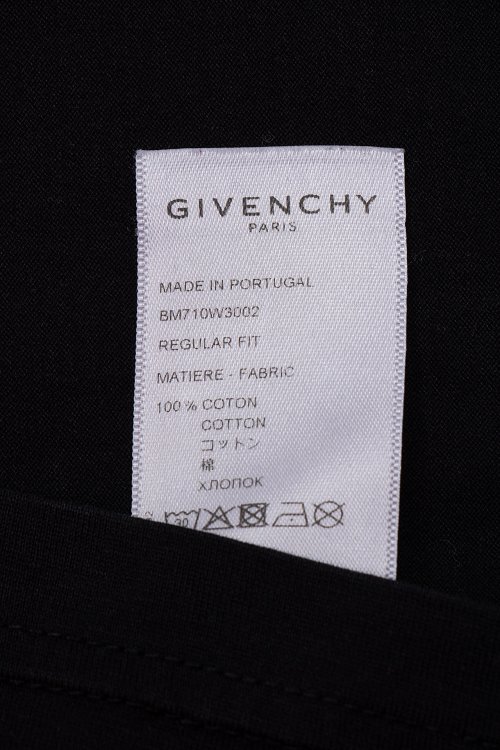 GIVENCHY
PARIS
MADE IN PORTUGAL
BM710W3002
REGULAR FIT
MATIERE - FABRIC
100 % COTON
COTTON
コットン
棉
ХЛОПОК
30